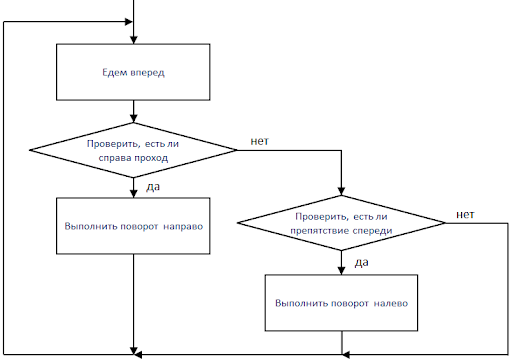 Едем вперед
Проверить, есть ли
справа проход
нет
да
Выполнить поворот направо
Проверить, есть ли
препятствие спереди
нет
да
Выполнить поворот налево